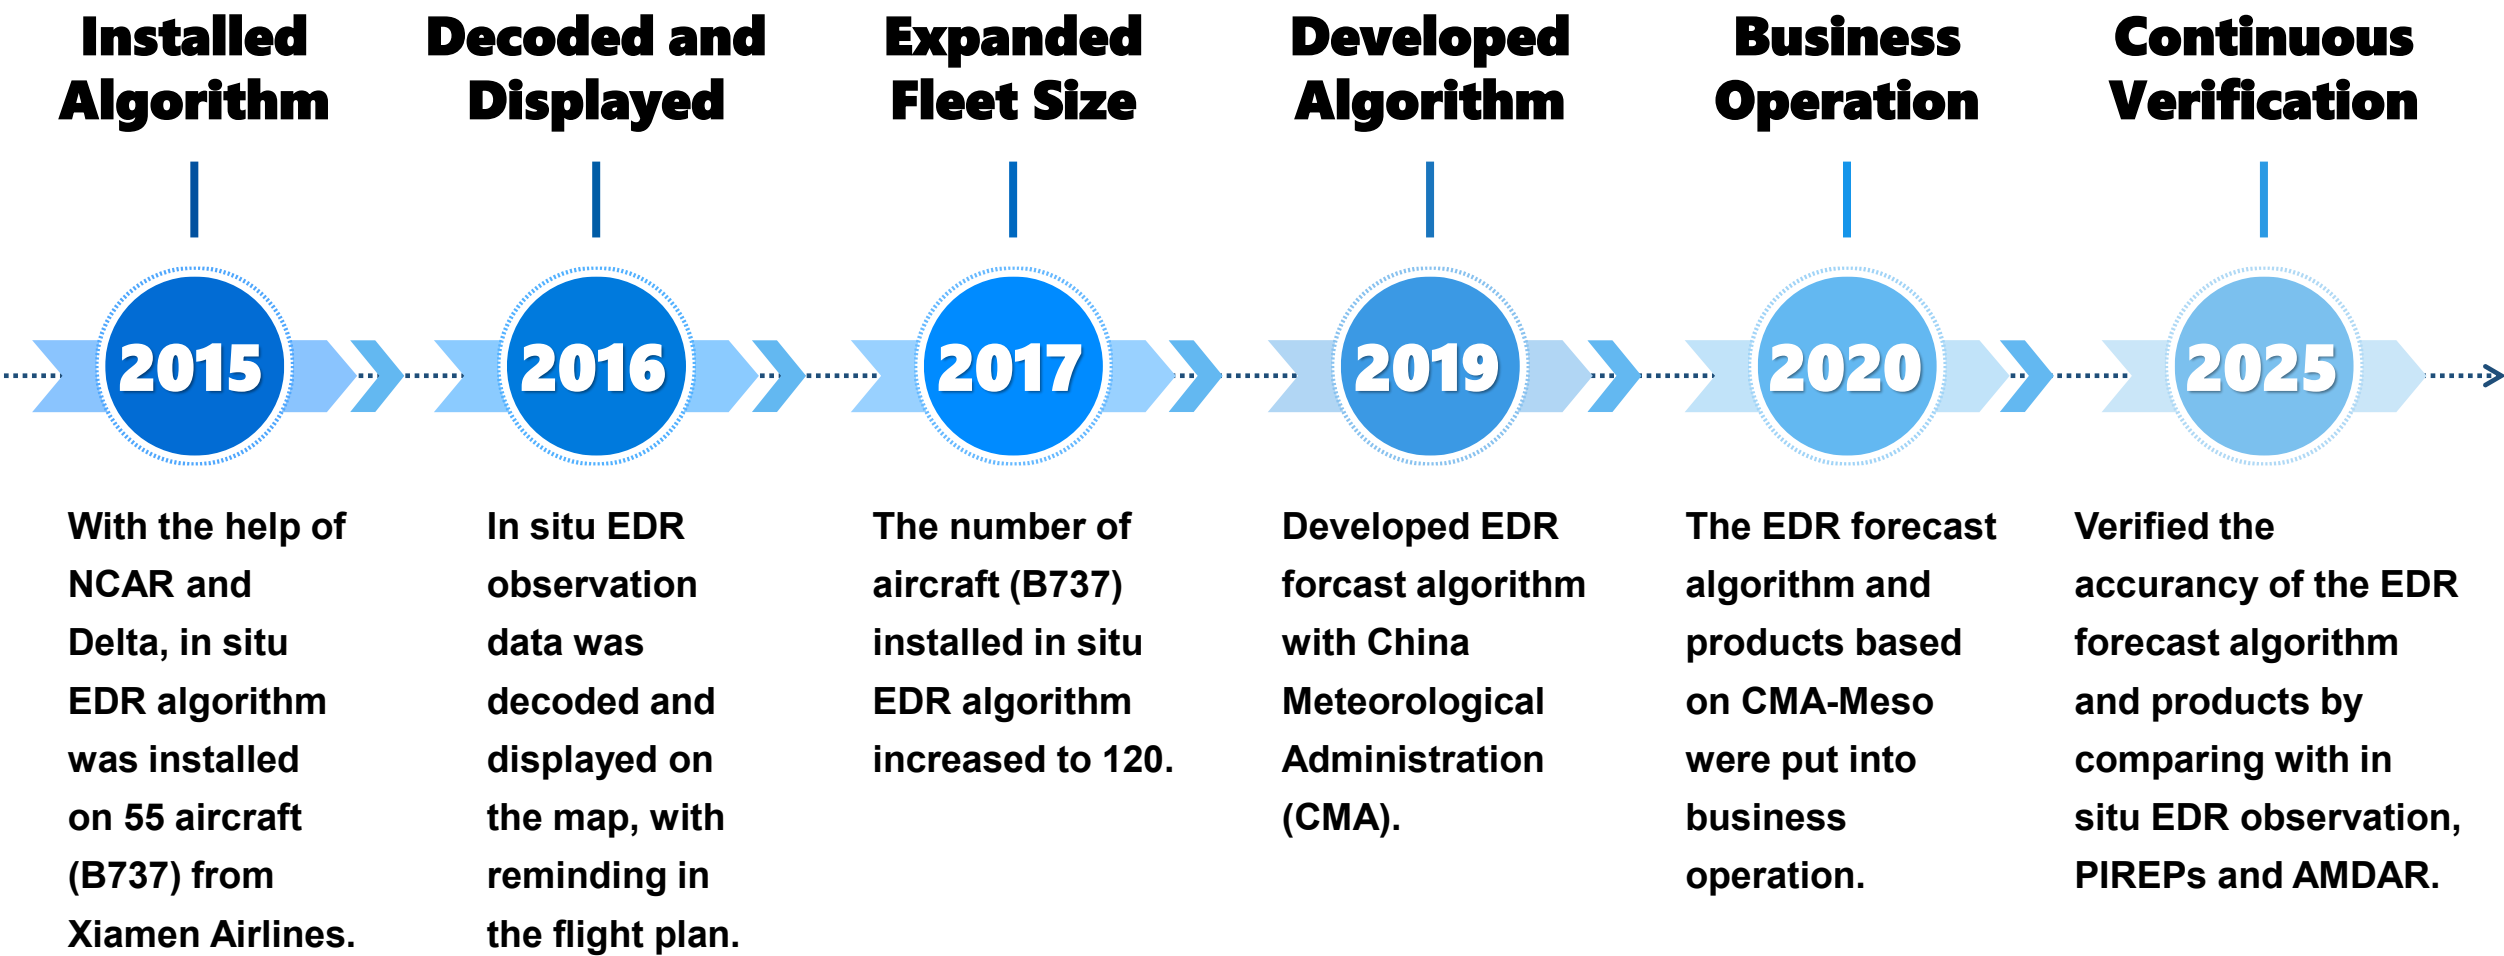 Installed
Algorithm
2015
With the help of
NCAR and
Delta, in situ
EDR algorithm
was installed
on 55 aircraft
(B737) from
Xiamen Airlines.
Decoded and
Displayed
2016
In situ EDR
observation
data was
decoded and
displayed on
the map, with
reminding in
the flight plan.
Expanded
Fleet Size
2017
The number of
aircraft (B737)
installed in situ
EDR algorithm
increased to 120.
Developed
Algorithm
2019
Developed EDR
forcast algorithm
with China
Meteorological
Administration
(CMA).
Business
Operation
2020
The EDR forecast
algorithm and
products based
on CMA-Meso
were put into
business
operation.
Continuous
Verification
2025
Verified the
accurancy of the EDR
forecast algorithm
and products by
comparing with in
situ EDR observation,
PIREPs and AMDAR.